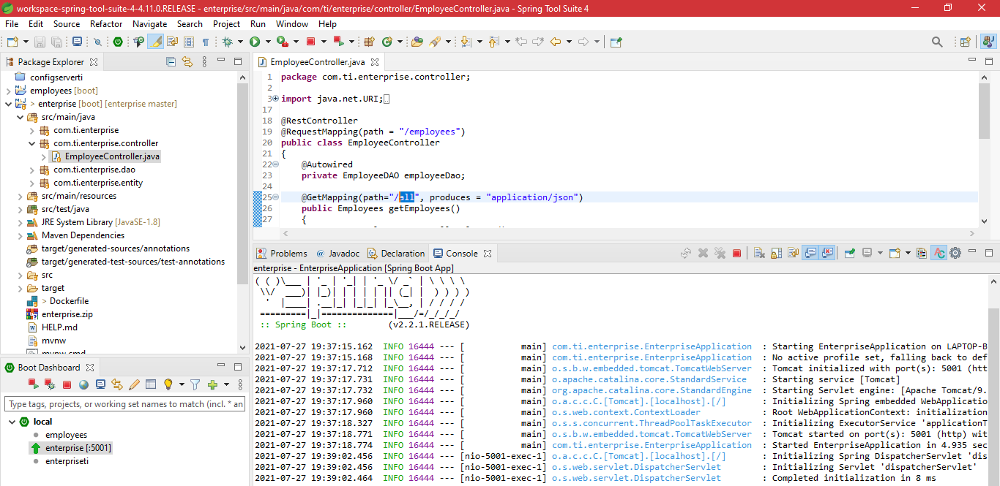 workspace-spring-tool-suite-4-4.11.0.RELEASE - enterprise/src/main/java/com/ti/enterprise/controller/EmployeeController.java - Spring Tool Suite 4
File Edit Source Refactor Navigate Search Project Run Window Help
Package Explorer
configserverti
employees [boot]
> enterprise [boot] [enterprise master]
src/main/java
com.ti.enterprise
com.ti.enterprise.controller
EmployeeController.java
com.ti.enterprise.dao
com.ti.enterprise.entity
src/main/resources
src/test/java
JRE System Library [JavaSE-1.8]
Maven Dependencies
target/generated-sources/annotations
target/generated-test-sources/test-annotations
src
target
> Dockerfile
enterprise.zip
HELP.md
mvnw
mvnw.cmd
Boot Dashboard
Type tags, projects, or working set names to match (incl. * an
local
employees
enterprise [:5001]
enterpriseti
EmployeeController.java
1 package com.ti.enterprise.controller;
2
3 import java.net.URI;
17
18 @RestController
19 @RequestMapping(path = "/employees")
20 public class EmployeeController
21 {
22 @Autowired
23 private EmployeeDAO employeeDao;
24
25 @GetMapping(path="/all", produces = "application/json")
26 public Employees getEmployees()
27 {
Problems @ Javadoc Declaration Console
enterprise - EnterpriseApplication [Spring Boot App]
( ( )\___ | '_ | '_| | '_ \/ _` | \ \ \ \
\\/  ___)| |_)| | | | | || (_| |  ) ) ) )
'  |____| .__|_| |_|_| |_\__, | / / / /
=========|_|==============|___/=/_/_/_/
:: Spring Boot :: (v2.2.1.RELEASE)
2021-07-27 19:37:15.162 INFO 16444 --- [ main] com.ti.enterprise.EnterpriseApplication : Starting EnterpriseApplication on LAPTOP-B
2021-07-27 19:37:15.168 INFO 16444 --- [ main] com.ti.enterprise.EnterpriseApplication : No active profile set, falling back to def
2021-07-27 19:37:17.712 INFO 16444 --- [ main] o.s.b.w.embedded.tomcat.TomcatWebServer : Tomcat initialized with port(s): 5001 (htt
2021-07-27 19:37:17.731 INFO 16444 --- [ main] o.apache.catalina.core.StandardService : Starting service [Tomcat]
2021-07-27 19:37:17.732 INFO 16444 --- [ main] org.apache.catalina.core.StandardEngine : Starting Servlet engine: [Apache Tomcat/9.
2021-07-27 19:37:17.960 INFO 16444 --- [ main] o.a.c.c.C.[Tomcat].[localhost].[/] : Initializing Spring embedded WebApplicatio
2021-07-27 19:37:17.960 INFO 16444 --- [ main] o.s.web.context.ContextLoader : Root WebApplicationContext: initialization
2021-07-27 19:37:18.327 INFO 16444 --- [ main] o.s.s.concurrent.ThreadPoolTaskExecutor : Initializing ExecutorService 'applicationT
2021-07-27 19:37:18.771 INFO 16444 --- [ main] o.s.b.w.embedded.tomcat.TomcatWebServer : Tomcat started on port(s): 5001 (http) wit
2021-07-27 19:37:18.774 INFO 16444 --- [ main] com.ti.enterprise.EnterpriseApplication : Started EnterpriseApplication in 4.935 sec
2021-07-27 19:39:02.456 INFO 16444 --- [nio-5001-exec-1] o.a.c.c.C.[Tomcat].[localhost].[/] : Initializing Spring DispatcherServlet 'dis
2021-07-27 19:39:02.456 INFO 16444 --- [nio-5001-exec-1] o.s.web.servlet.DispatcherServlet : Initializing Servlet 'dispatcherServlet'
2021-07-27 19:39:02.464 INFO 16444 --- [nio-5001-exec-1] o.s.web.servlet.DispatcherServlet : Completed initialization in 8 ms